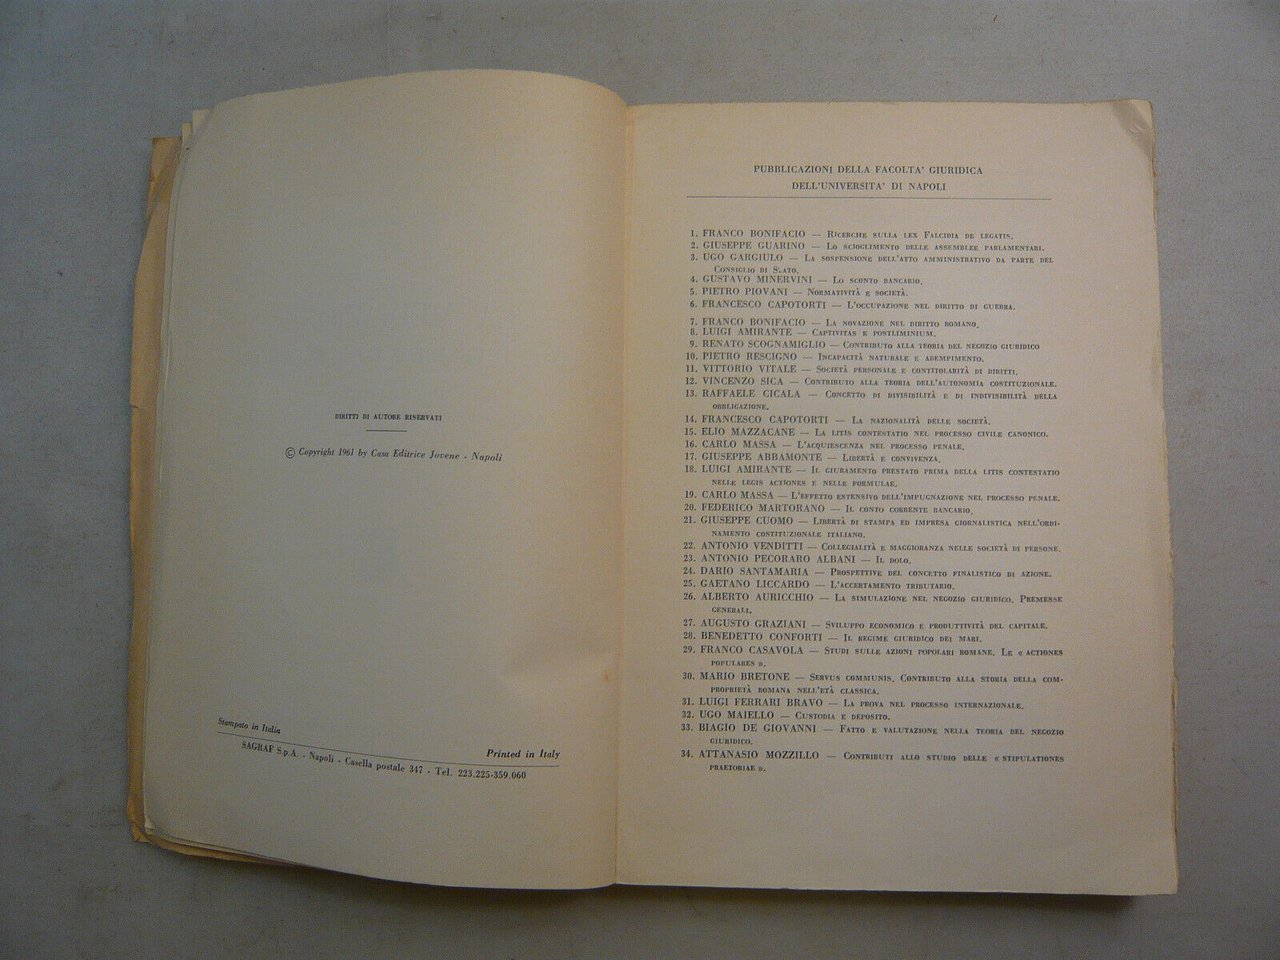 DIRITTI DI AUTORE RISERVATI
© Copyright 1961 by Casa Editrice Jovene - Napoli
Stampato in Italia
Printed in Italy
SAGRAF S.p.A. - Napoli - Casella postale 347 - Tel. 223.225-359.060
PUBBLICAZIONI DELLA FACOLTA' GIURIDICA
DELL'UNIVERSITA' DI NAPOLI
1. FRANCO BONIFACIO — Ricerche sulla lex Falcidia de legatis.
2. GIUSEPPE GUARINO — Lo scioglimento delle assemblee parlamentari.
3. UGO GARGIULO — La sospensione dell'atto amministrativo da parte del
Consiglio di S.ato.
4. GUSTAVO MINERVINI — Lo sconto bancario.
5. PIETRO PIOVANI — Normatività e società.
6. FRANCESCO CAPOTORTI — L'occupazione nel diritto di guerra.
7. FRANCO BONIFACIO — La novazione nel diritto romano.
8. LUIGI AMIRANTE — Captivitas e postliminium.
9. RENATO SCOGNAMIGLIO — Contributo alla teoria del negozio giuridico
10. PIETRO RESCIGNO — Incapacità naturale e adempimento.
11. VITTORIO VITALE — Società personale e contitolarità di diritti.
12. VINCENZO SICA — Contributo alla teoria dell'autonomia costituzionale.
13. RAFFAELE CICALA — Concetto di divisibilità e di indivisibilità della
obbligazione.
14. FRANCESCO CAPOTORTI — La nazionalità delle società.
15. ELIO MAZZACANE — La litis contestatio nel processo civile canonico.
16. CARLO MASSA — L'acquiescenza nel processo penale.
17. GIUSEPPE ABBAMONTE — Libertà e convivenza.
18. LUIGI AMIRANTE — Il giuramento prestato prima della litis contestatio
nelle legis actiones e nelle formulae.
19. CARLO MASSA — L'effetto estensivo dell'impugnazione nel processo penale.
20. FEDERICO MARTORANO — Il conto corrente bancario.
21. GIUSEPPE CUOMO — Libertà di stampa ed impresa giornalistica nell'ordi-
namento costituzionale italiano.
22. ANTONIO VENDITTI — Collegialità e maggioranza nelle società di persone.
23. ANTONIO PECORARO ALBANI — Il dolo.
24. DARIO SANTAMARIA — Prospettive del concetto finalistico di azione.
25. GAETANO LICCARDO — L'accertamento tributario.
26. ALBERTO AURICCHIO — La simulazione nel negozio giuridico. Premesse
generali.
27. AUGUSTO GRAZIANI — Sviluppo economico e produttività del capitale.
28. BENEDETTO CONFORTI — Il regime giuridico dei mari.
29. FRANCO CASAVOLA — Studi sulle azioni popolari romane. Le « actiones
populares ».
30. MARIO BRETONE — Servus communis. Contributo alla storia della com-
proprietà romana nell'età classica.
31. LUIGI FERRARI BRAVO — La prova nel processo internazionale.
32. UGO MAIELLO — Custodia e deposito.
33. BIAGIO DE GIOVANNI — Fatto e valutazione nella teoria del negozio
giuridico.
34. ATTANASIO MOZZILLO — Contributi allo studio delle « stipulationes
praetoriae ».